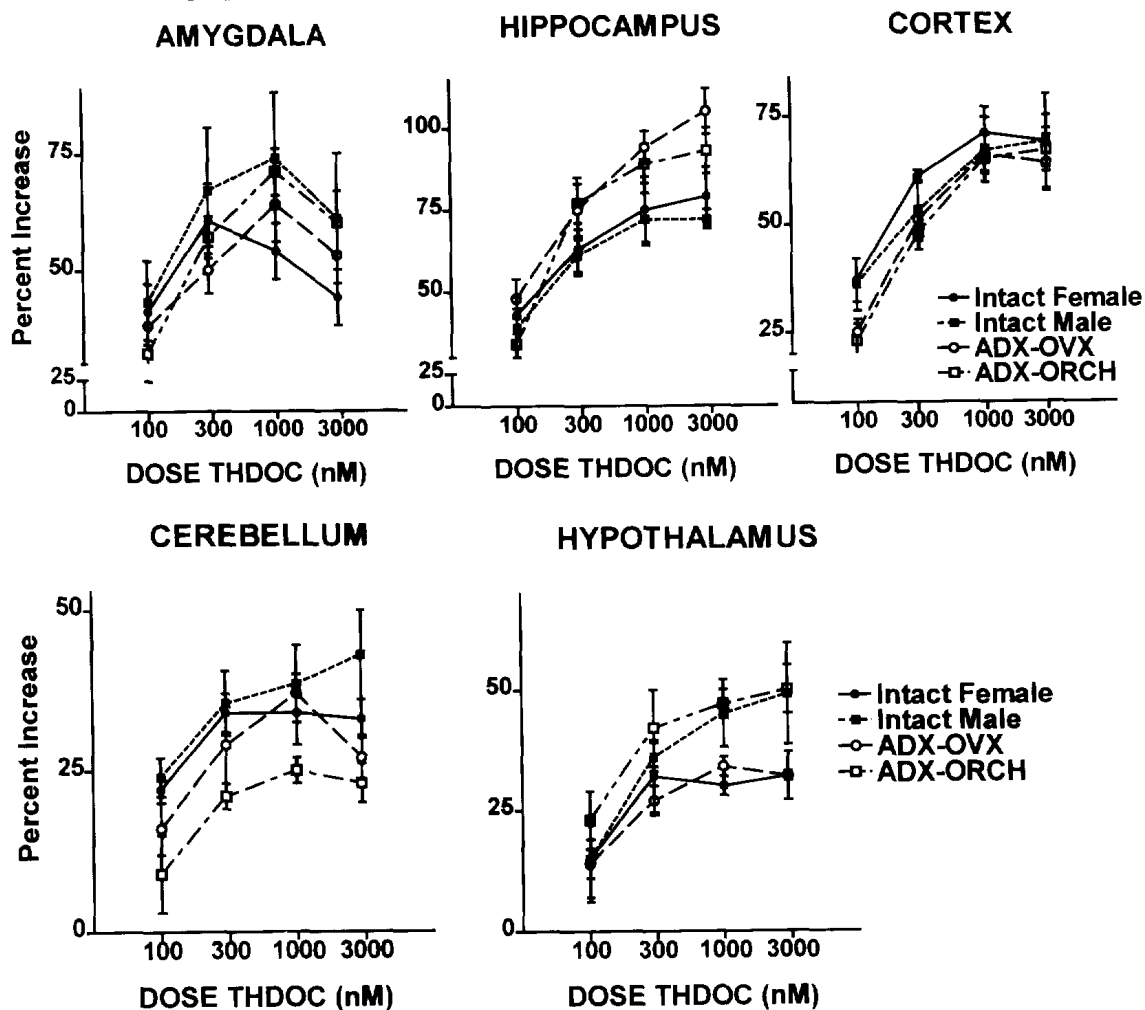 AMYGDALA
HIPPOCAMPUS
CORTEX
Percent Increase
75
50
25
0
100 300 1000 3000
DOSE THDOC (nM)
100
75
50
25
0
100 300 1000 3000
DOSE THDOC (nM)
75
50
25
100 300 1000 3000
DOSE THDOC (nM)
Intact Female
Intact Male
ADX-OVX
ADX-ORCH
CEREBELLUM
HYPOTHALAMUS
Percent Increase
50
25
0
100 300 1000 3000
DOSE THDOC (nM)
50
25
0
100 300 1000 3000
DOSE THDOC (nM)
Intact Female
Intact Male
ADX-OVX
ADX-ORCH